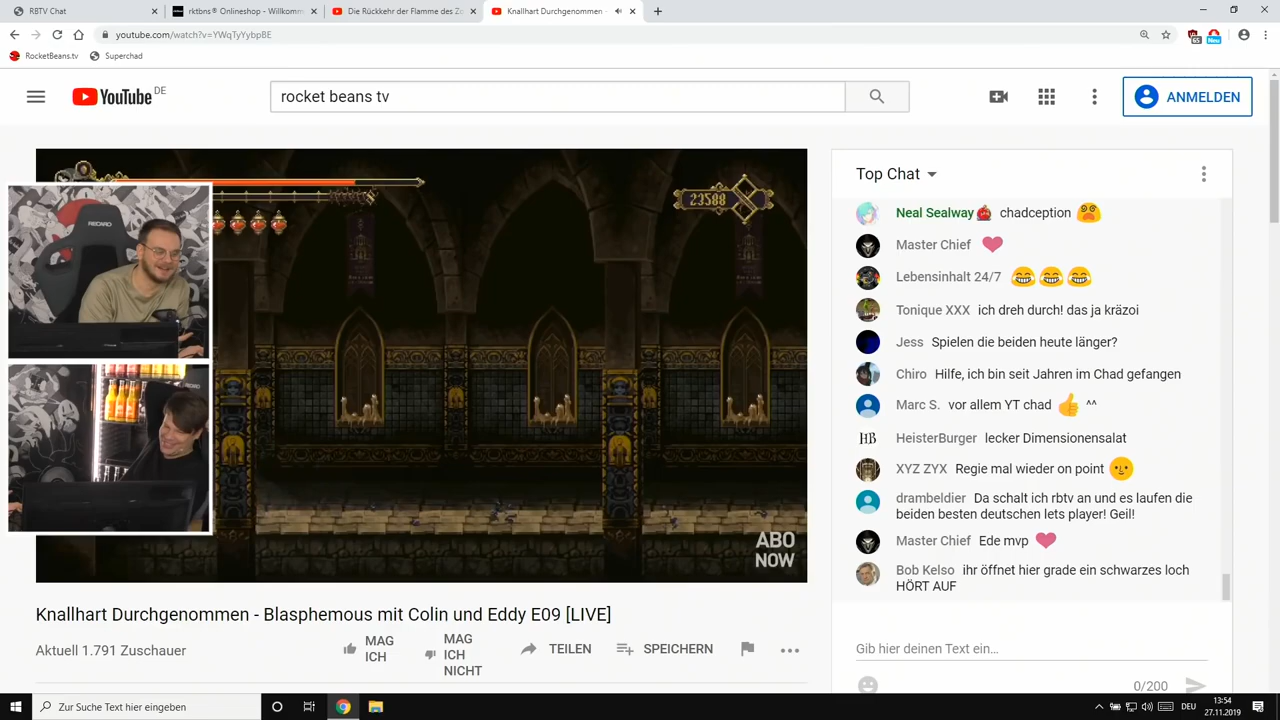 RBTV Chat
rktbns® Onlineshop - Willkomm
Die Rückkehr der Flamme des Zo
Knallhart Durchgenommen -
youtube.com/watch?v=YWqTyYybpBE
65
Neu
RocketBeans.tv
Superchad
YouTube DE
rocket beans tv
ANMELDEN
RECARO
23588
ABO
NOW
Top Chat
Neal Sealway chadception
Master Chief
Lebensinhalt 24/7
Tonique XXX ich dreh durch! das ja kräzoi
Jess Spielen die beiden heute länger?
Chiro Hilfe, ich bin seit Jahren im Chad gefangen
Marc S. vor allem YT chad ^^
HB HeisterBurger lecker Dimensionensalat
XYZ ZYX Regie mal wieder on point
drambeldier Da schalt ich rbtv an und es laufen die
beiden besten deutschen lets player! Geil!
Master Chief Ede mvp
Bob Kelso ihr öffnet hier grade ein schwarzes loch
HÖRT AUF
Gib hier deinen Text ein...
0/200
Knallhart Durchgenommen - Blasphemous mit Colin und Eddy E09 [LIVE]
Aktuell 1.791 Zuschauer
MAG
ICH
MAG
ICH
NICHT
TEILEN
SPEICHERN
Zur Suche Text hier eingeben
DEU
13:54
27.11.2019